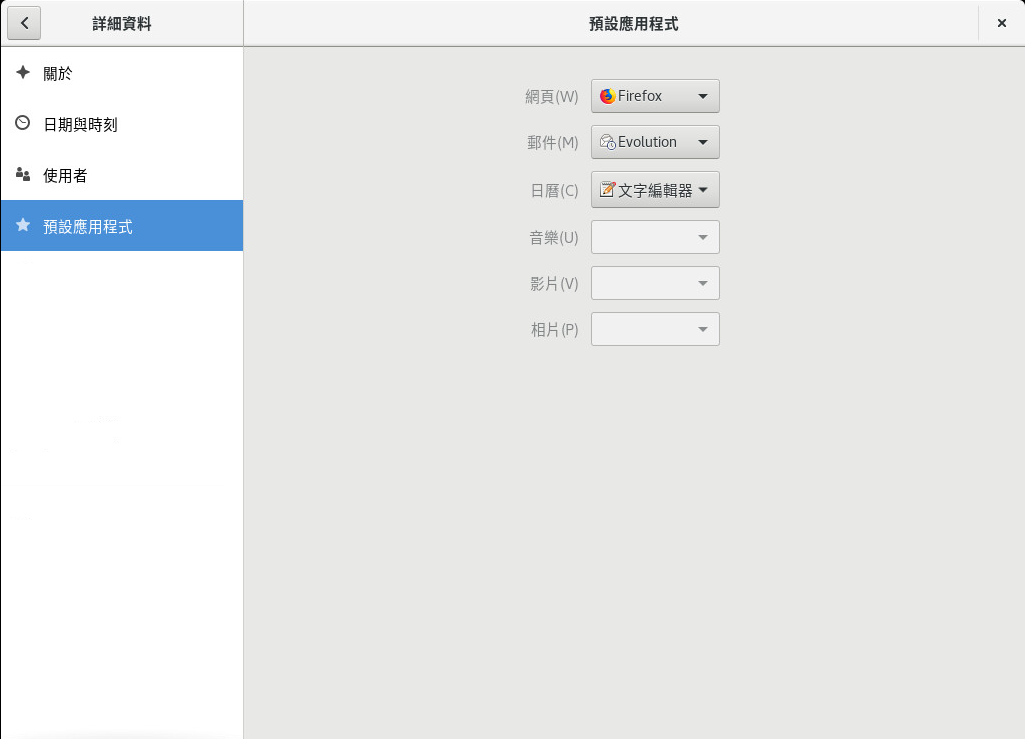 詳細資料
預設應用程式
關於
日期與時刻
使用者
預設應用程式
網頁(W) Firefox
郵件(M) Evolution
日曆(C) 文字編輯器
音樂(U)
影片(V)
相片(P)